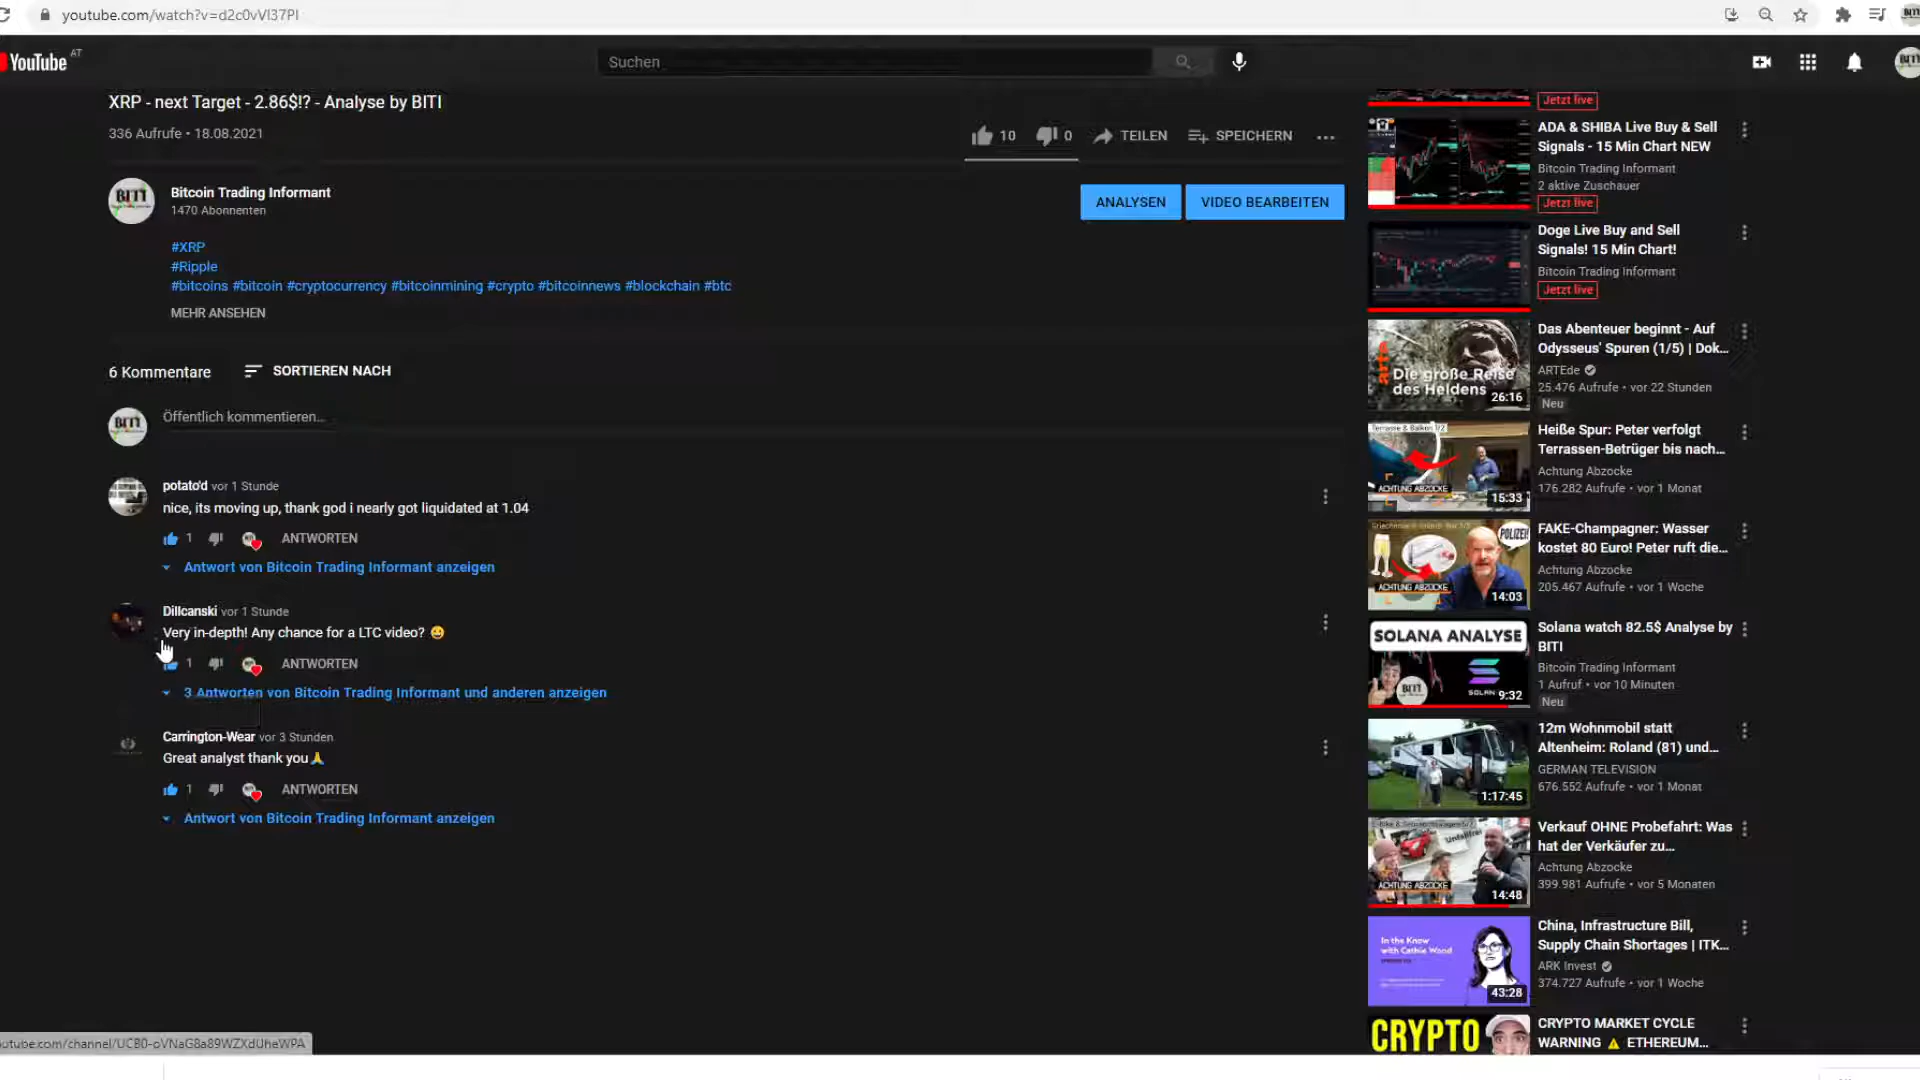 youtube.com/watch?v=d2c0vVl37PI
YouTube AT
Suchen
XRP - next Target - 2.86$!? - Analyse by BITI
336 Aufrufe • 18.08.2021
10
0
TEILEN
SPEICHERN
BITI
Bitcoin Trading Informant
1470 Abonnenten
ANALYSEN
VIDEO BEARBEITEN
#XRP
#Ripple
#bitcoins #bitcoin #cryptocurrency #bitcoinmining #crypto #bitcoinnews #blockchain #btc
MEHR ANSEHEN
6 Kommentare
SORTIEREN NACH
BITI
Öffentlich kommentieren...
potato'd vor 1 Stunde
nice, its moving up, thank god i nearly got liquidated at 1.04
1
ANTWORTEN
Antwort von Bitcoin Trading Informant anzeigen
Dillcanski vor 1 Stunde
Very in-depth! Any chance for a LTC video? 😀
1
ANTWORTEN
3 Antworten von Bitcoin Trading Informant und anderen anzeigen
Carrington-Wear vor 3 Stunden
Great analyst thank you🙏
1
ANTWORTEN
Antwort von Bitcoin Trading Informant anzeigen
Jetzt live
ADA & SHIBA Live Buy & Sell
Signals - 15 Min Chart NEW
Bitcoin Trading Informant
2 aktive Zuschauer
Jetzt live
Doge Live Buy and Sell
Signals! 15 Min Chart!
Bitcoin Trading Informant
Jetzt live
arte
Die große Reise
des Heldens
26:16
Das Abenteuer beginnt - Auf
Odysseus' Spuren (1/5) | Dok...
ARTEde
25.476 Aufrufe • vor 22 Stunden
Neu
Terrasse & Balkon 1/2
ACHTUNG ABZOCKE
15:33
Heiße Spur: Peter verfolgt
Terrassen-Betrüger bis nach...
Achtung Abzocke
176.282 Aufrufe • vor 1 Monat
POLIZEI
ACHTUNG ABZOCKE
14:03
FAKE-Champagner: Wasser
kostet 80 Euro! Peter ruft die...
Achtung Abzocke
205.467 Aufrufe • vor 1 Woche
SOLANA ANALYSE
BITI
SOLAN
9:32
Solana watch 82.5$ Analyse by
BITI
Bitcoin Trading Informant
1 Aufruf • vor 10 Minuten
Neu
1:17:45
12m Wohnmobil statt
Altenheim: Roland (81) und...
GERMAN TELEVISION
676.552 Aufrufe • vor 1 Monat
Unfallfrei
ACHTUNG ABZOCKE
14:48
Verkauf OHNE Probefahrt: Was
hat der Verkäufer zu...
Achtung Abzocke
399.981 Aufrufe • vor 5 Monaten
In the Know
with Cathie Wood
43:28
China, Infrastructure Bill,
Supply Chain Shortages | ITK...
ARK Invest
374.727 Aufrufe • vor 1 Woche
CRYPTO
CRYPTO MARKET CYCLE
WARNING ⚠️ ETHEREUM...
utube.com/channel/UCB0-oVNaG8a89WZXdUheWPA